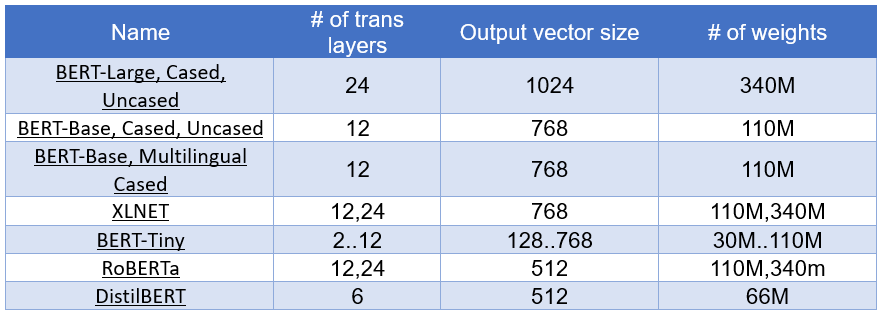 Name # of trans layers Output vector size # of weights
BERT-Large, Cased, Uncased 24 1024 340M
BERT-Base, Cased, Uncased 12 768 110M
BERT-Base, Multilingual Cased 12 768 110M
XLNET 12,24 768 110M,340M
BERT-Tiny 2..12 128..768 30M..110M
RoBERTa 12,24 512 110M,340m
DistilBERT 6 512 66M